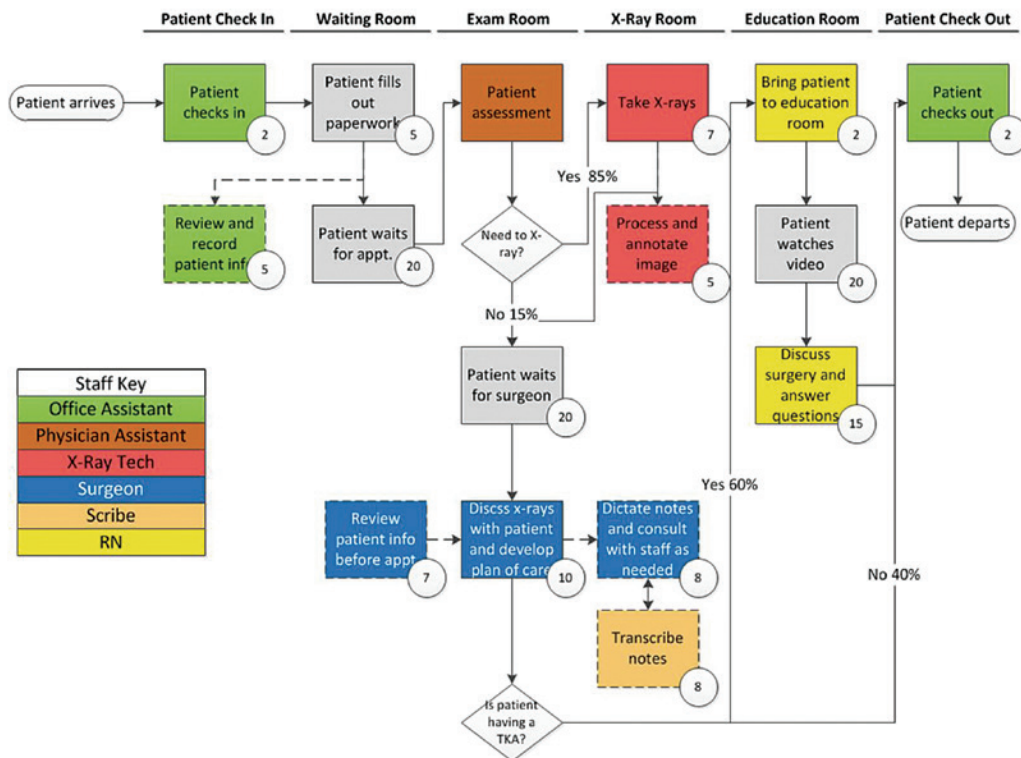 Patient Check In
Waiting Room
Exam Room
X-Ray Room
Education Room
Patient Check Out
Patient arrives
Patient
checks in
2
Patient fills
out
paperwork
5
Patient
assessment
Take X-rays
7
Bring patient
to education
room
2
Patient
checks out
2
Yes 85%
Review and
record
patient info
5
Patient waits
for appt.
20
Need to X-
ray?
Process and
annotate
image
5
Patient
watches
video
20
Patient departs
No 15%
Patient waits
for surgeon
20
Discuss
surgery and
answer
questions
15
Staff Key
Office Assistant
Physician Assistant
X-Ray Tech
Surgeon
Scribe
RN
Yes 60%
No 40%
Review
patient info
before appt
7
Discss x-rays
with patient
and develop
plan of care
10
Dictate notes
and consult
with staff as
needed
8
Transcribe
notes
8
Is
patient
having a
TKA?